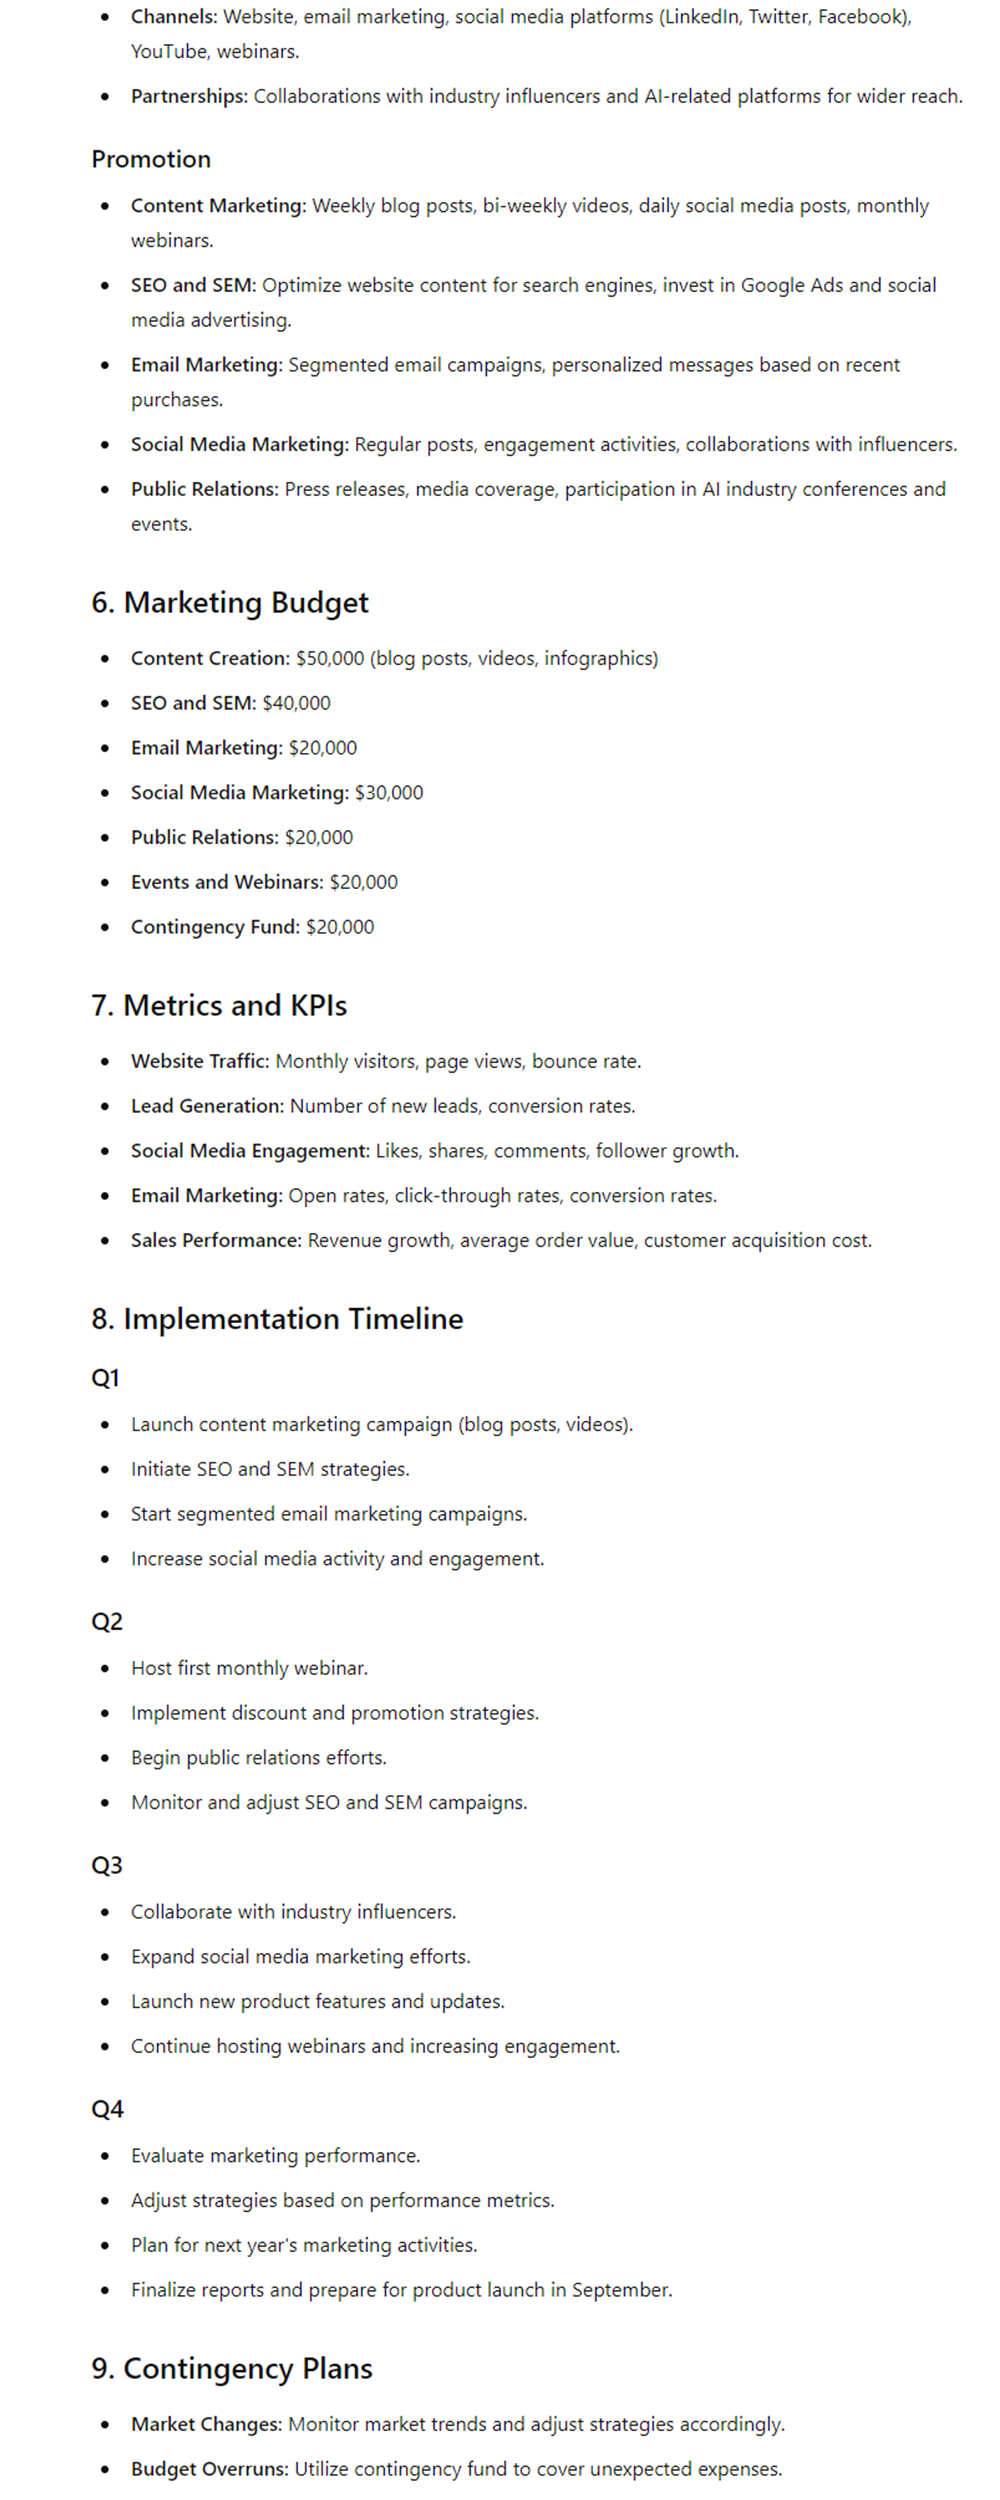 • Channels: Website, email marketing, social media platforms (LinkedIn, Twitter, Facebook),
YouTube, webinars.
• Partnerships: Collaborations with industry influencers and AI-related platforms for wider reach.
Promotion
• Content Marketing: Weekly blog posts, bi-weekly videos, daily social media posts, monthly
webinars.
• SEO and SEM: Optimize website content for search engines, invest in Google Ads and social
media advertising.
• Email Marketing: Segmented email campaigns, personalized messages based on recent
purchases.
• Social Media Marketing: Regular posts, engagement activities, collaborations with influencers.
• Public Relations: Press releases, media coverage, participation in AI industry conferences and
events.
6. Marketing Budget
• Content Creation: $50,000 (blog posts, videos, infographics)
• SEO and SEM: $40,000
• Email Marketing: $20,000
• Social Media Marketing: $30,000
• Public Relations: $20,000
• Events and Webinars: $20,000
• Contingency Fund: $20,000
7. Metrics and KPIs
• Website Traffic: Monthly visitors, page views, bounce rate.
• Lead Generation: Number of new leads, conversion rates.
• Social Media Engagement: Likes, shares, comments, follower growth.
• Email Marketing: Open rates, click-through rates, conversion rates.
• Sales Performance: Revenue growth, average order value, customer acquisition cost.
8. Implementation Timeline
Q1
• Launch content marketing campaign (blog posts, videos).
• Initiate SEO and SEM strategies.
• Start segmented email marketing campaigns.
• Increase social media activity and engagement.
Q2
• Host first monthly webinar.
• Implement discount and promotion strategies.
• Begin public relations efforts.
• Monitor and adjust SEO and SEM campaigns.
Q3
• Collaborate with industry influencers.
• Expand social media marketing efforts.
• Launch new product features and updates.
• Continue hosting webinars and increasing engagement.
Q4
• Evaluate marketing performance.
• Adjust strategies based on performance metrics.
• Plan for next year's marketing activities.
• Finalize reports and prepare for product launch in September.
9. Contingency Plans
• Market Changes: Monitor market trends and adjust strategies accordingly.
• Budget Overruns: Utilize contingency fund to cover unexpected expenses.